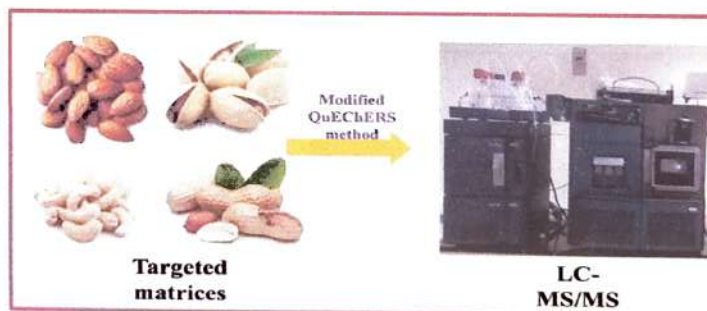 Modified
QuEChERS
method
Targeted
matrices
LC-
MS/MS